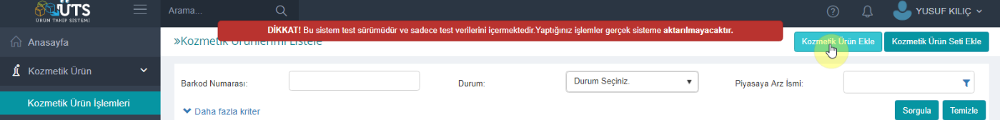 ÜTS
ÜRÜN TAKİP SİSTEMİ
Arama...
YUSUF KILIÇ
DİKKAT! Bu sistem test sürümüdür ve sadece test verilerini içermektedir.Yaptığınız işlemler gerçek sisteme aktarılmayacaktır.
Anasayfa
»Kozmetik Ürünlerimi Listele
Kozmetik Ürün Ekle
Kozmetik Ürün Seti Ekle
Kozmetik Ürün
Barkod Numarası:
Durum:
Durum Seçiniz.
Piyasaya Arz İsmi:
Kozmetik Ürün İşlemleri
Daha fazla kriter
Sorgula
Temizle